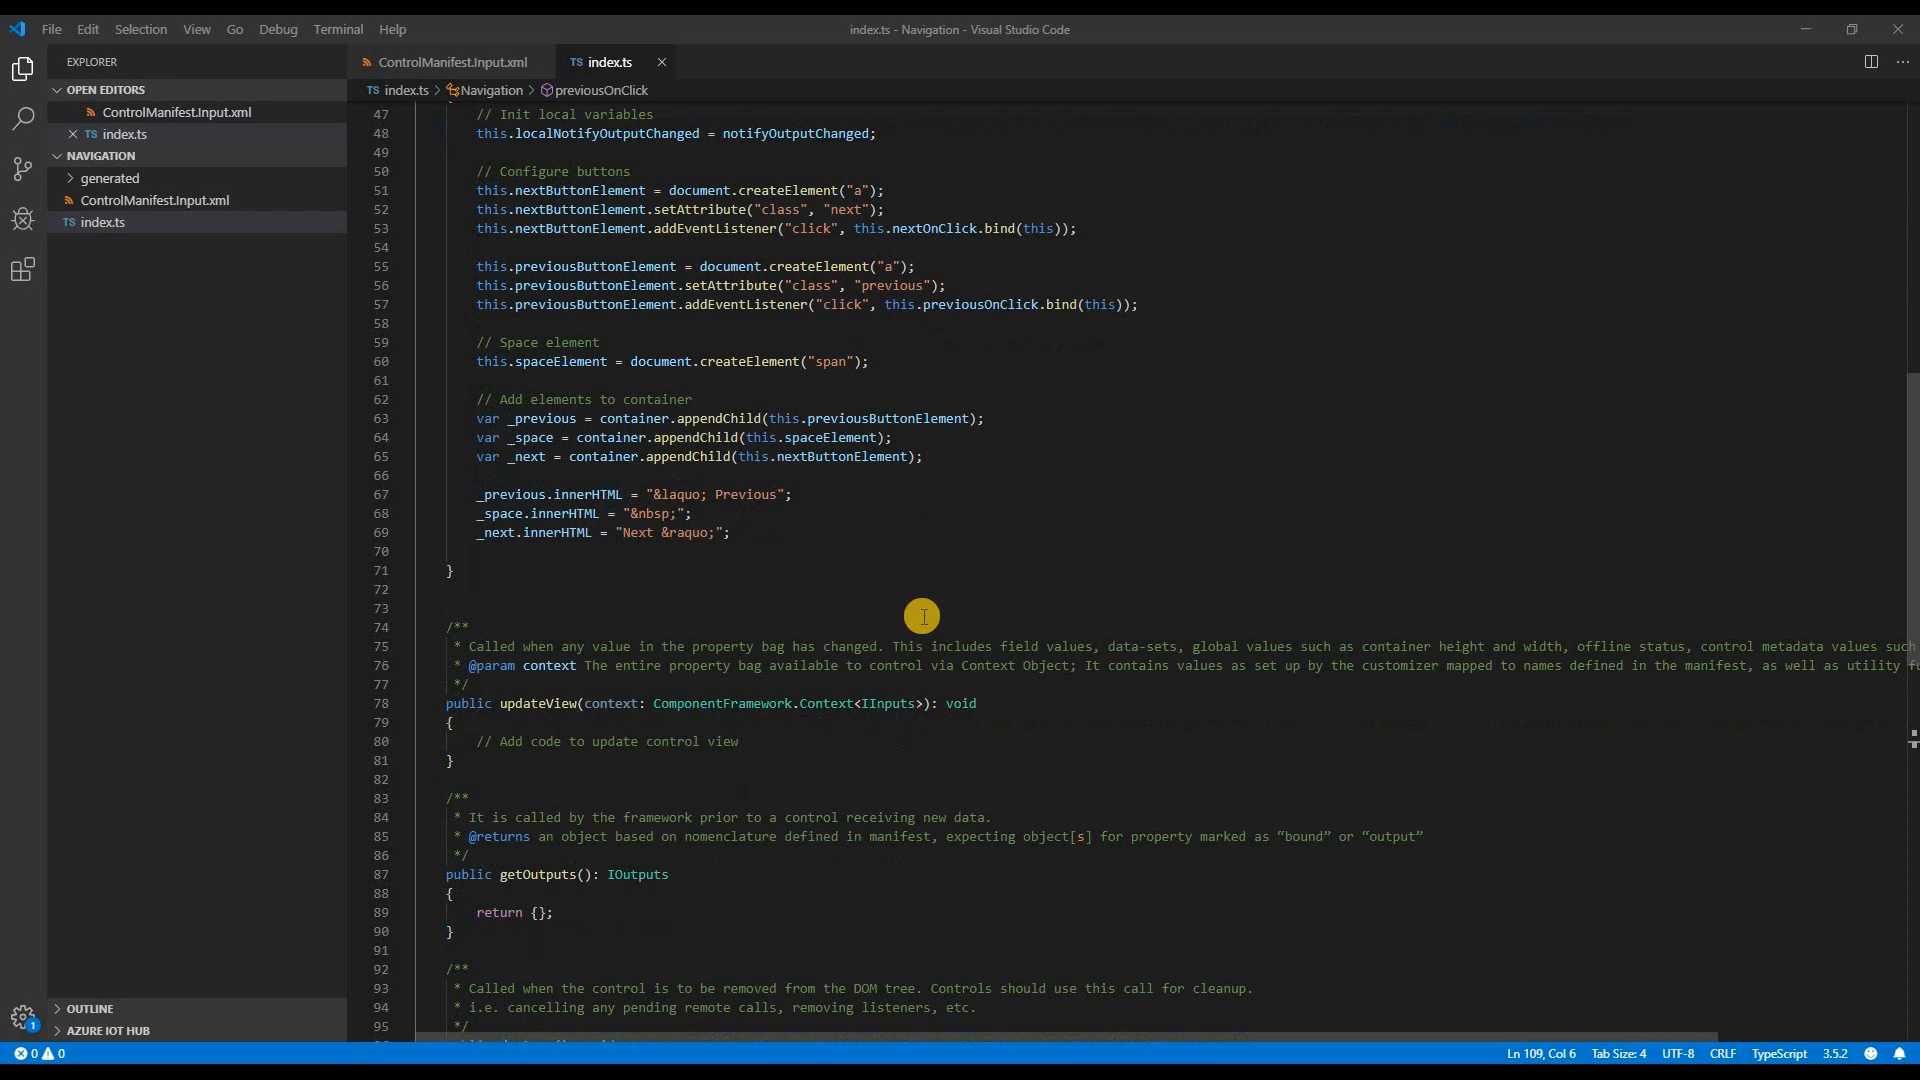 File Edit Selection View Go Debug Terminal Help
index.ts - Navigation - Visual Studio Code
EXPLORER
OPEN EDITORS
ControlManifest.Input.xml
index.ts
NAVIGATION
generated
ControlManifest.Input.xml
TS index.ts
OUTLINE
AZURE IOT HUB
1
ControlManifest.Input.xml TS index.ts
TS index.ts > Navigation > previousOnClick
47 // Init local variables
48 this.localNotifyOutputChanged = notifyOutputChanged;
49
50 // Configure buttons
51 this.nextButtonElement = document.createElement("a");
52 this.nextButtonElement.setAttribute("class", "next");
53 this.nextButtonElement.addEventListener("click", this.nextOnClick.bind(this));
54
55 this.previousButtonElement = document.createElement("a");
56 this.previousButtonElement.setAttribute("class", "previous");
57 this.previousButtonElement.addEventListener("click", this.previousOnClick.bind(this));
58
59 // Space element
60 this.spaceElement = document.createElement("span");
61
62 // Add elements to container
63 var _previous = container.appendChild(this.previousButtonElement);
64 var _space = container.appendChild(this.spaceElement);
65 var _next = container.appendChild(this.nextButtonElement);
66
67 _previous.innerHTML = "&laquo; Previous";
68 _space.innerHTML = "&nbsp;";
69 _next.innerHTML = "Next &raquo;";
70
71 }
72
73
74 /**
75 * Called when any value in the property bag has changed. This includes field values, data-sets, global values such as container height and width, offline status, control metadata values such
76 * @param context The entire property bag available to control via Context Object; It contains values as set up by the customizer mapped to names defined in the manifest, as well as utility fu
77 */
78 public updateView(context: ComponentFramework.Context<IInputs>): void
79 {
80 // Add code to update control view
81 }
82
83 /**
84 * It is called by the framework prior to a control receiving new data.
85 * @returns an object based on nomenclature defined in manifest, expecting object[s] for property marked as “bound” or “output”
86 */
87 public getOutputs(): IOutputs
88 {
89 return {};
90 }
91
92 /**
93 * Called when the control is to be removed from the DOM tree. Controls should use this call for cleanup.
94 * i.e. cancelling any pending remote calls, removing listeners, etc.
95 */
0 0 Ln 109, Col 6 Tab Size: 4 UTF-8 CRLF TypeScript 3.5.2